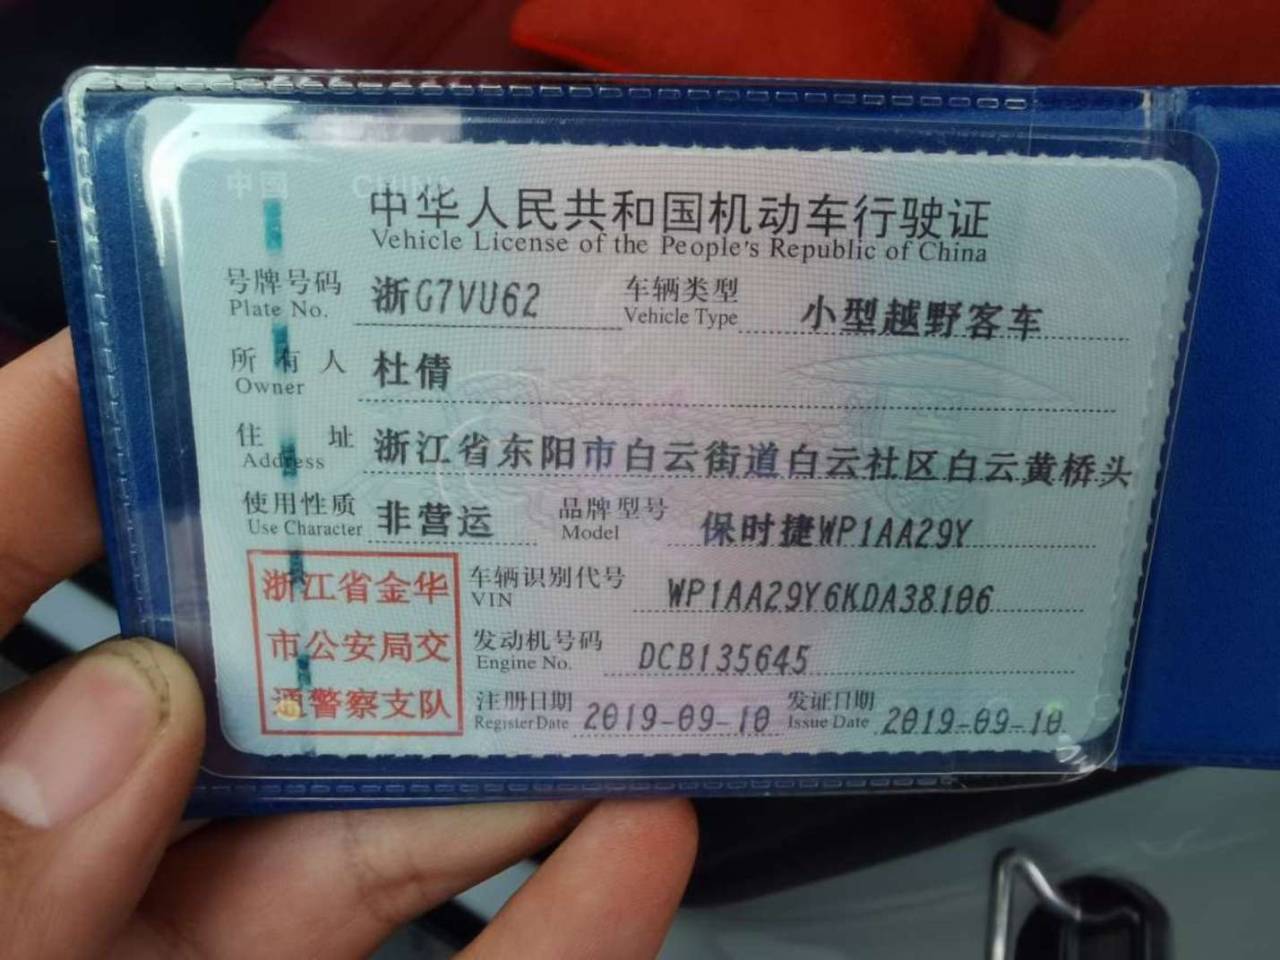 中国 CHINA
中华人民共和国机动车行驶证
Vehicle License of the People's Republic of China
号牌号码 浙G7VU62 车辆类型 小型越野客车
Plate No. Vehicle Type
所有人 杜倩
Owner
住址 浙江省东阳市白云街道白云社区白云黄桥头
Address
使用性质 非营运 品牌型号 保时捷WP1AA29Y
Use Character Model
浙江省金华
市公安局交
通警察支队
车辆识别代号 WP1AA29Y6KDA38106
VIN
发动机号码 DCB135645
Engine No.
注册日期 2019-09-10 发证日期 2019-09-10
Register Date Issue Date